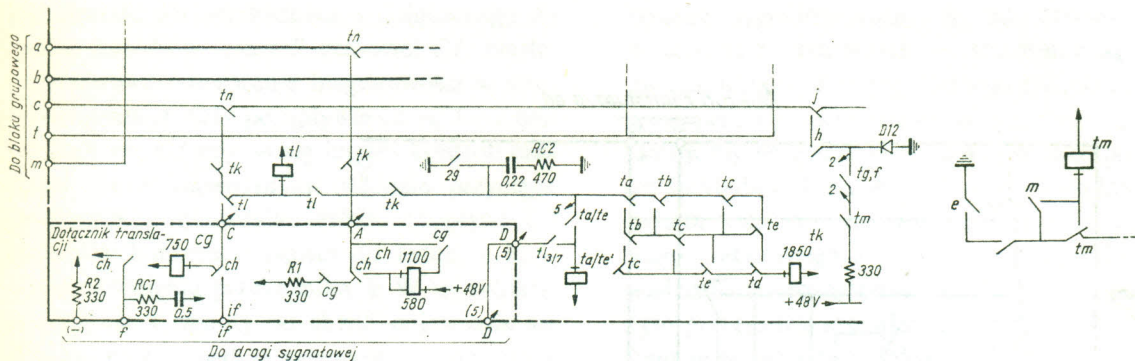 tn
a
b
c
tn
j
t
h
D12
m
Do bloku grupowego
tk
tl
tk
29
0,22
RC2
470
2
tg,f
2
tm
tl
tl
tk
5
ta/te
ta
tb
tc
tb
tc
te
tc
te
td
tk
1850
330
+48V
e
m
tm
tm
Dołącznik transla-
cji
C
A
D
(5)
tl3/7
ta/te'
cg
750
ch
ch
ch
cg
R2
330
RC1
330
0,5
R1
330
cg
ch
1100
580
+48V
if
(5)
(–)
f
if
D
Do drogi sygnałowej